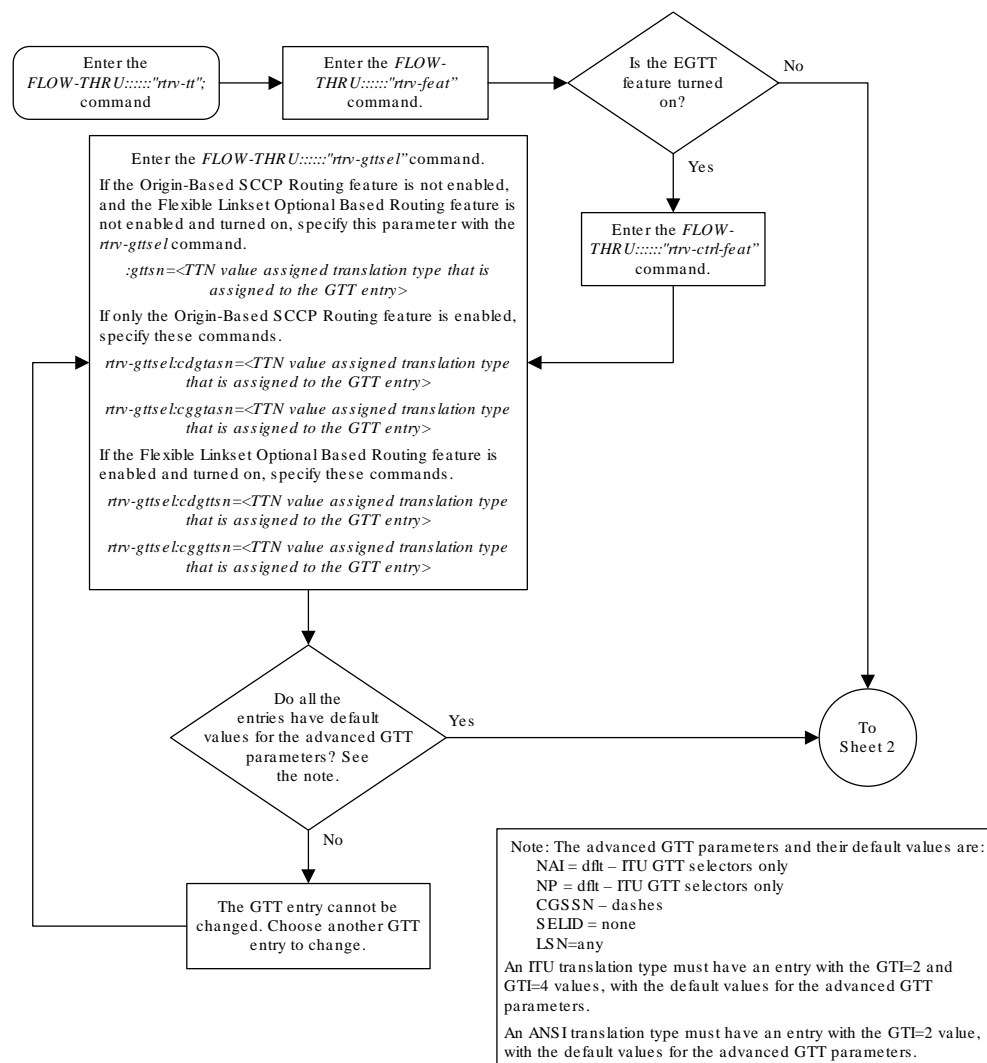 Enter the
FLOW-THRU::::::"rtrv-tt";
command
Enter the FLOW-
THRU::::::"rtrv-feat"
command.
Is the EGTT
feature turned
on?
No
Yes
Enter the FLOW-
THRU::::::"rtrv-ctrl-feat"
command.
Enter the FLOW-THRU::::::"rtrv-gttsel" command.
If the Origin-Based SCCP Routing feature is not enabled,
and the Flexible Linkset Optional Based Routing feature is
not enabled and turned on, specify this parameter with the
rtrv-gttsel command.
:gttsn=<TTN value assigned translation type that is
assigned to the GTT entry>
If only the Origin-Based SCCP Routing feature is enabled,
specify these commands.
rtrv-gttsel:cdgtasn=<TTN value assigned translation type
that is assigned to the GTT entry>
rtrv-gttsel:cggtasn=<TTN value assigned translation type
that is assigned to the GTT entry>
If the Flexible Linkset Optional Based Routing feature is
enabled and turned on, specify these commands.
rtrv-gttsel:cdgttsn=<TTN value assigned translation type
that is assigned to the GTT entry>
rtrv-gttsel:cggttsn=<TTN value assigned translation type
that is assigned to the GTT entry>
Do all the
entries have default
values for the advanced GTT
parameters? See
the note.
Yes
To
Sheet 2
No
The GTT entry cannot be
changed. Choose another GTT
entry to change.
Note: The advanced GTT parameters and their default values are:
NAI = dflt – ITU GTT selectors only
NP = dflt – ITU GTT selectors only
CGSSN – dashes
SELID = none
LSN=any
An ITU translation type must have an entry with the GTI=2 and
GTI=4 values, with the default values for the advanced GTT
parameters.
An ANSI translation type must have an entry with the GTI=2 value,
with the default values for the advanced GTT parameters.